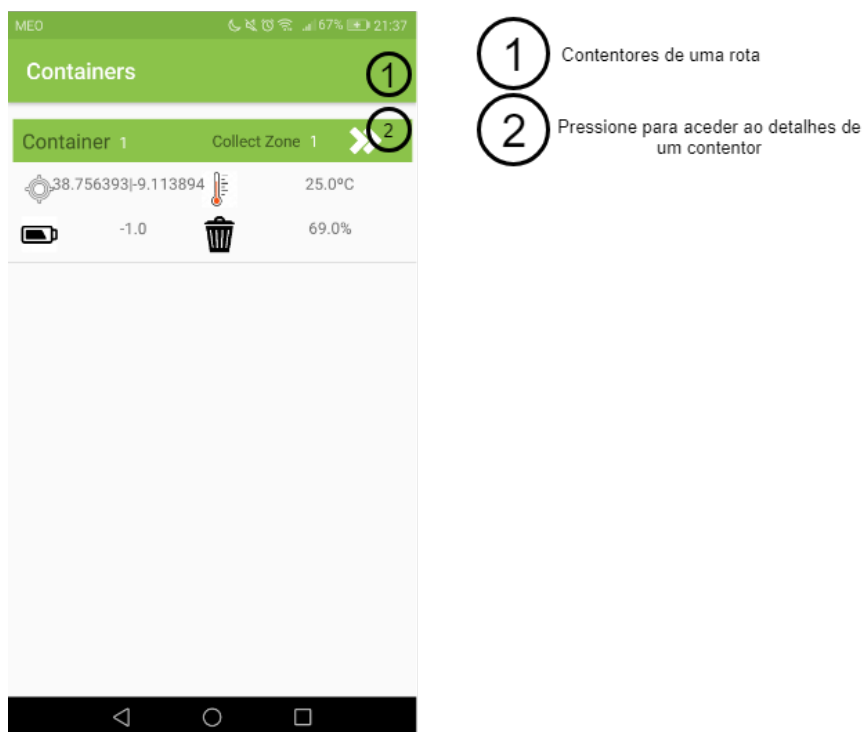 MEO 67% 21:37
Containers 1
Container 1 Collect Zone 1 2
38.756393|-9.113894 25.0ºC
-1.0 69.0%
1 Contentores de uma rota
2 Pressione para aceder ao detalhes de
um contentor